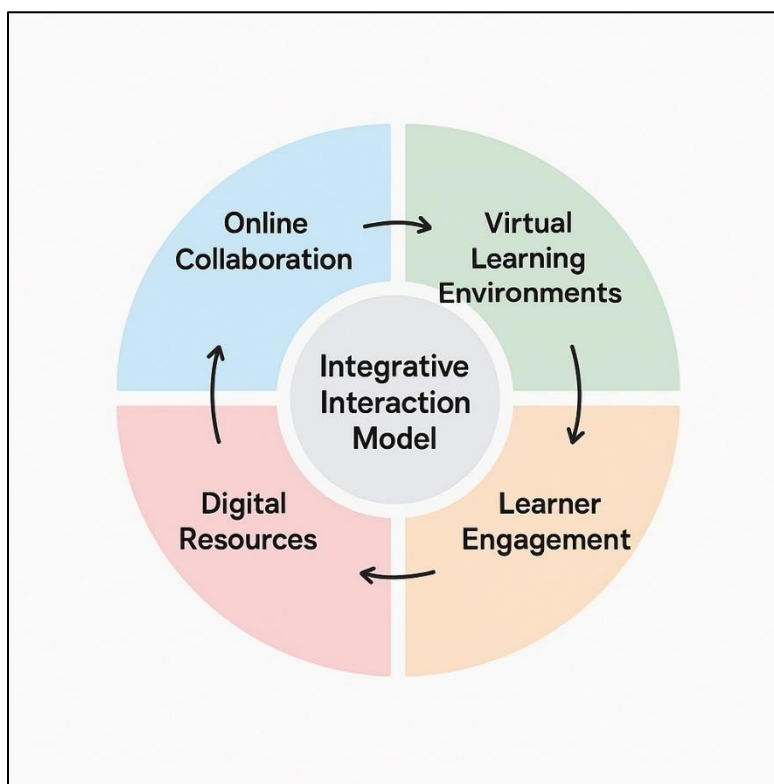 Online
Collaboration
Virtual
Learning
Environments
Integrative
Interaction
Model
Digital
Resources
Learner
Engagement